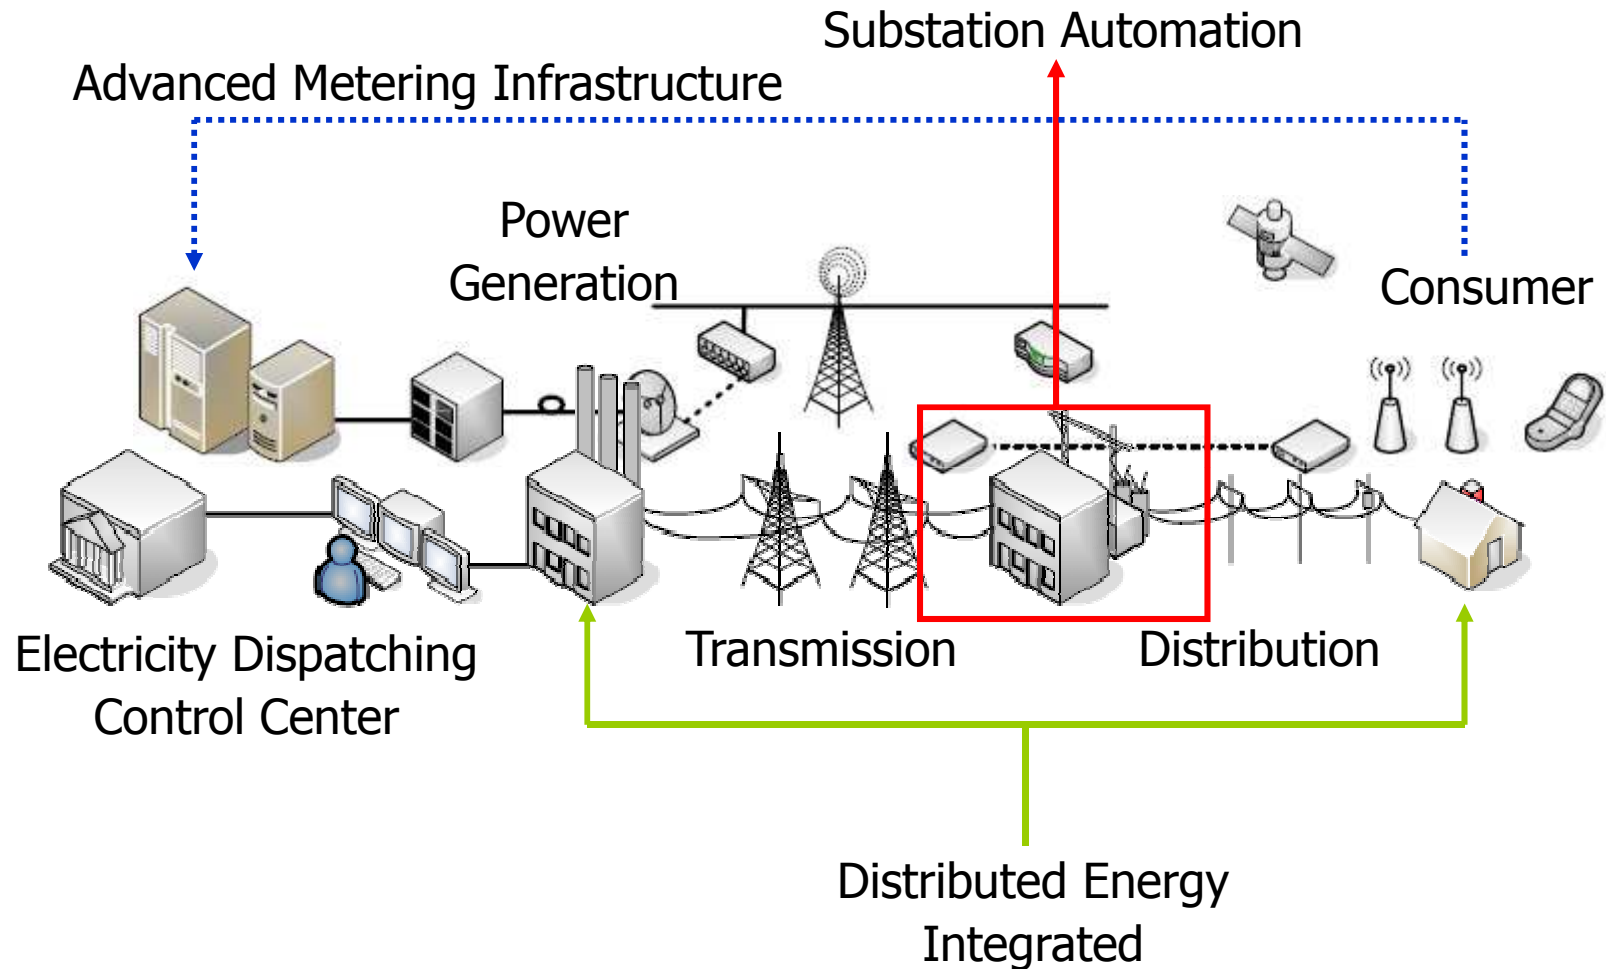 Substation Automation
Advanced Metering Infrastructure
Power
Generation
Consumer
Electricity Dispatching
Control Center
Transmission
Distribution
Distributed Energy
Integrated